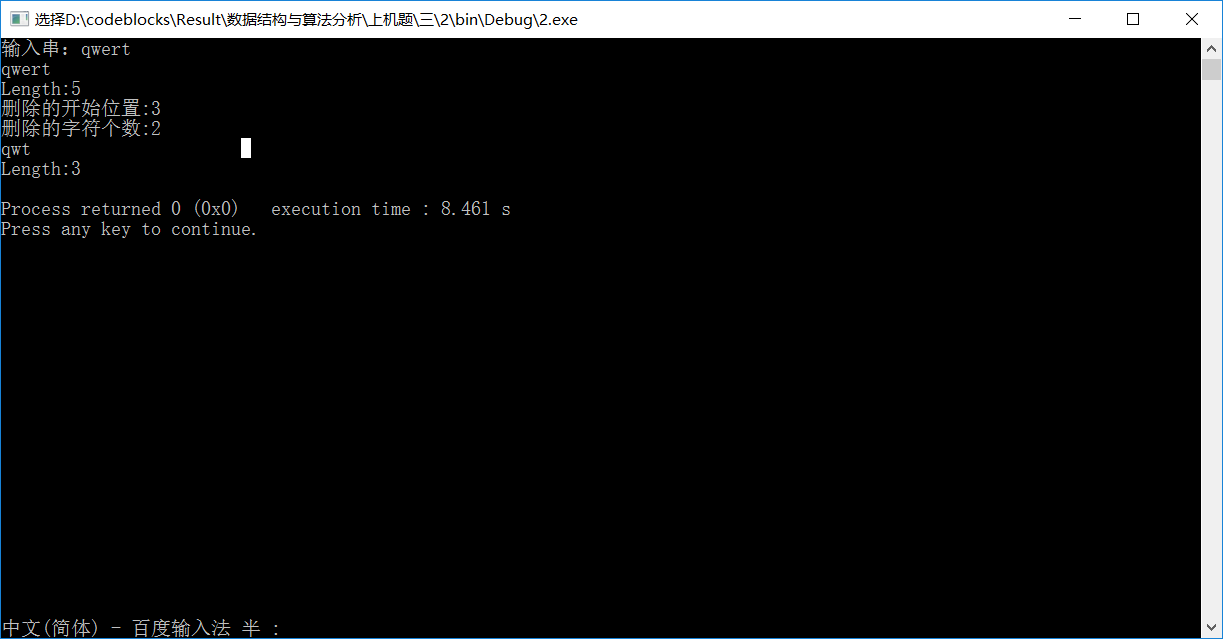 选择D:\codeblocks\Result\数据结构与算法分析\上机题\三\2\bin\Debug\2.exe
输入串：qwert
qwert
Length:5
删除的开始位置:3
删除的字符个数:2
qwt
Length:3
Process returned 0 (0x0)   execution time : 8.461 s
Press any key to continue.
中文(简体) - 百度输入法 半 :